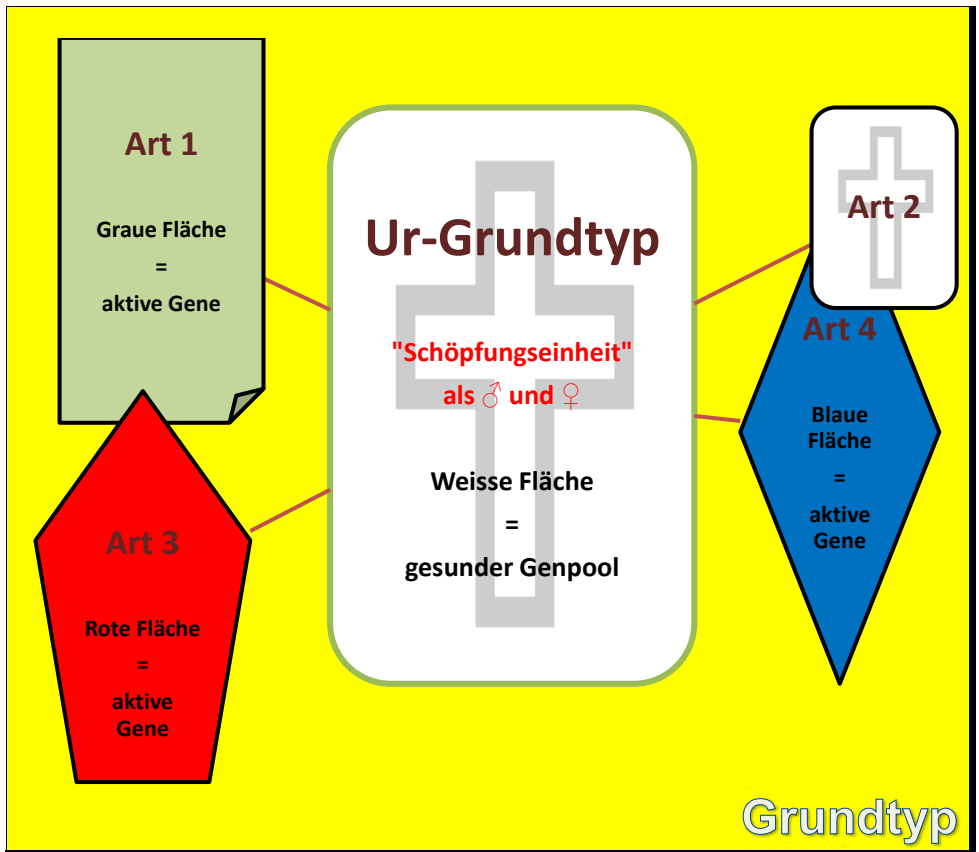 Art 1
Graue Fläche
=
aktive Gene
Ur-Grundtyp
"Schöpfungseinheit"
als ♂ und ♀
Weisse Fläche
=
gesunder Genpool
Art 2
Art 4
Blaue
Fläche
=
aktive
Gene
Art 3
Rote Fläche
=
aktive
Gene
Grundtyp